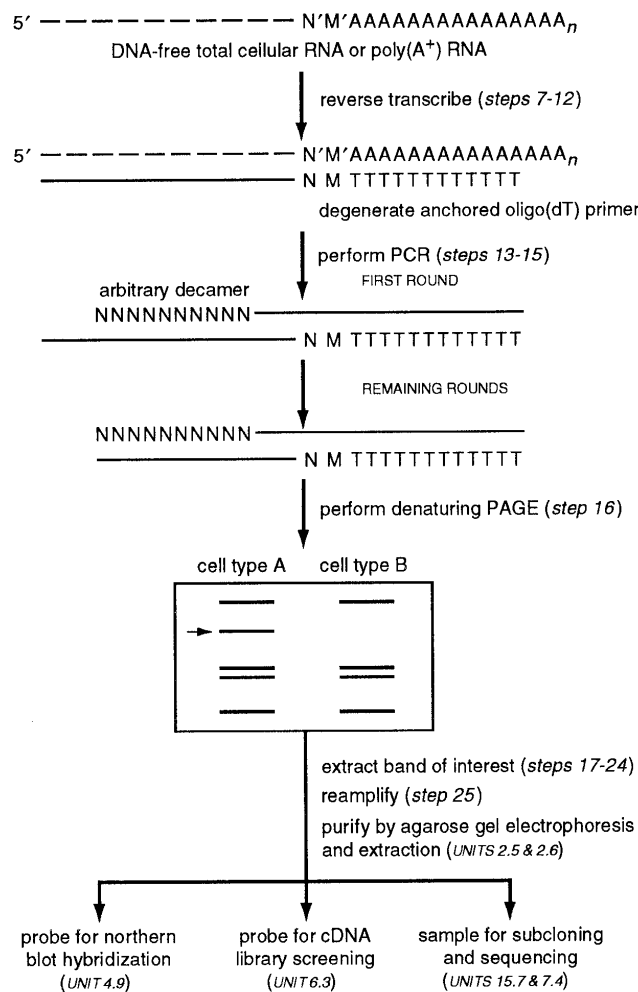 5′ N′M′AAAAAAAAAAAAAAAn
DNA-free total cellular RNA or poly(A+) RNA
reverse transcribe (steps 7-12)
5′ N′M′AAAAAAAAAAAAAAAn
N M TTTTTTTTTTTT
degenerate anchored oligo(dT) primer
perform PCR (steps 13-15)
FIRST ROUND
arbitrary decamer
NNNNNNNNNN
N M TTTTTTTTTTTT
REMAINING ROUNDS
NNNNNNNNNN
N M TTTTTTTTTTTT
perform denaturing PAGE (step 16)
cell type A cell type B
extract band of interest (steps 17-24)
reamplify (step 25)
purify by agarose gel electrophoresis
and extraction (UNITS 2.5 & 2.6)
probe for northern
blot hybridization
(UNIT 4.9)
probe for cDNA
library screening
(UNIT 6.3)
sample for subcloning
and sequencing
(UNITS 15.7 & 7.4)